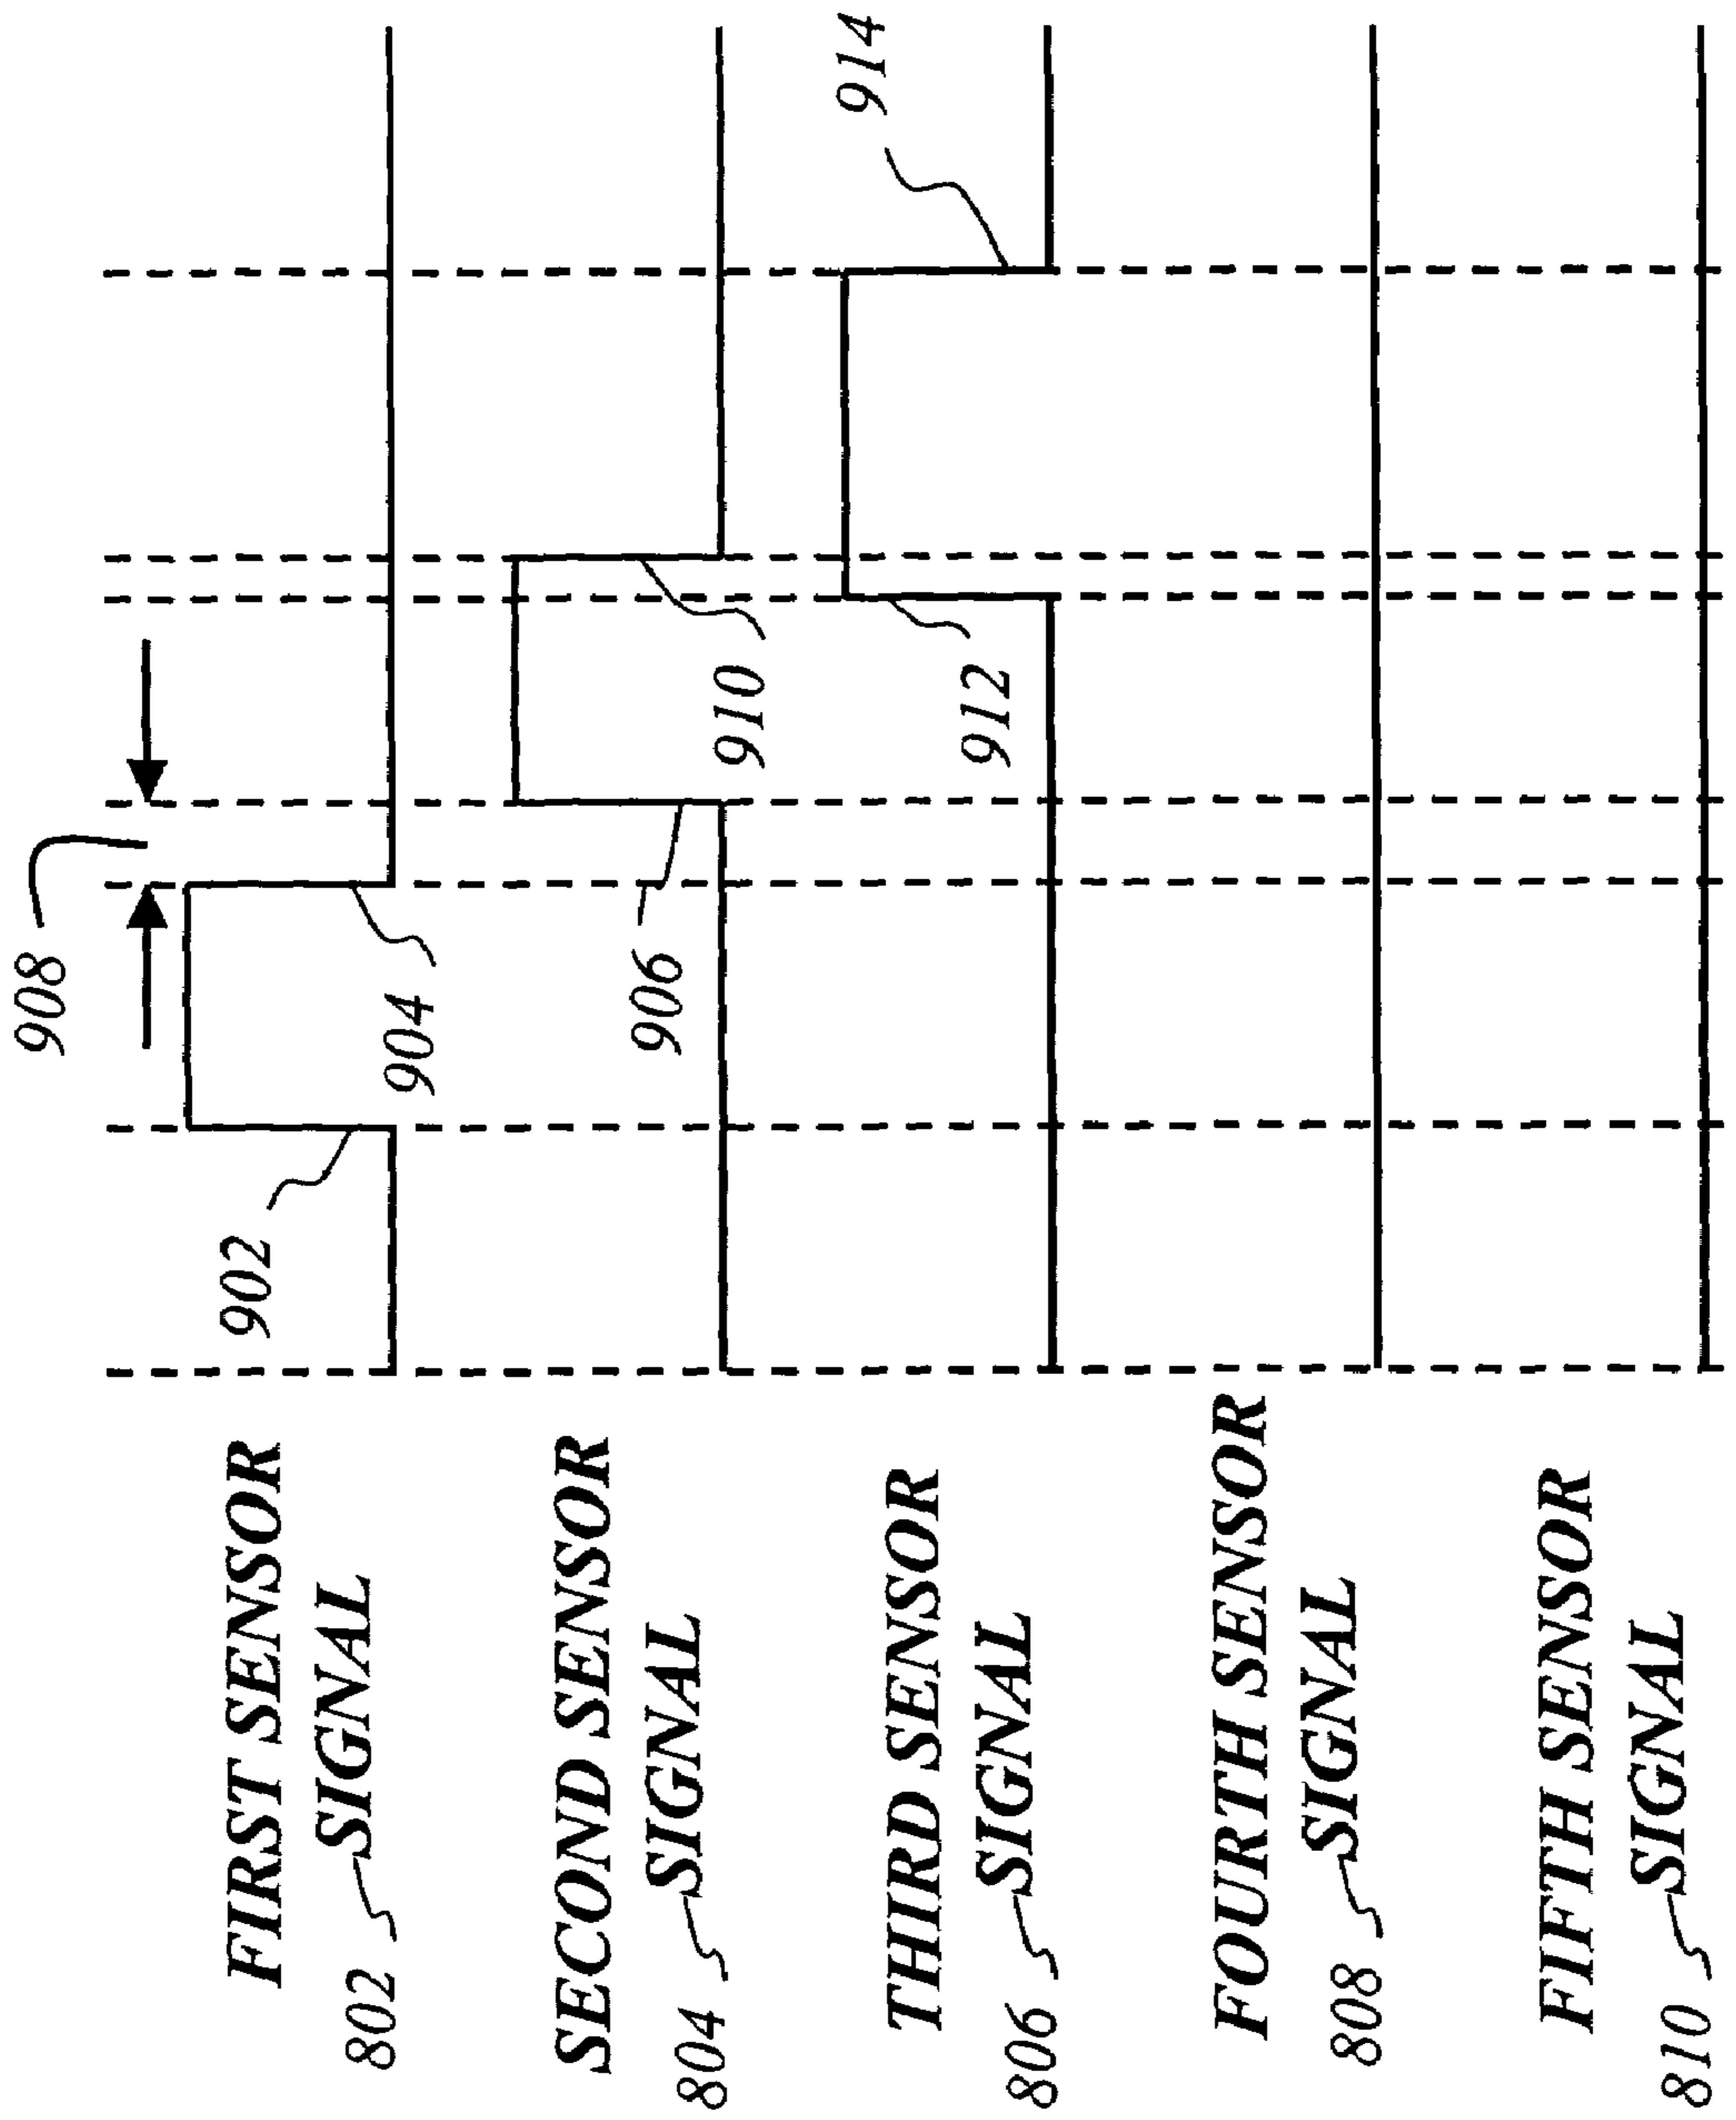 908
902
904
FIRST SENSOR
SIGNAL
802
906
910
SECOND SENSOR
SIGNAL
804
914
912
THIRD SENSOR
SIGNAL
806
FOURTH SENSOR
SIGNAL
808
FIFTH SENSOR
SIGNAL
810